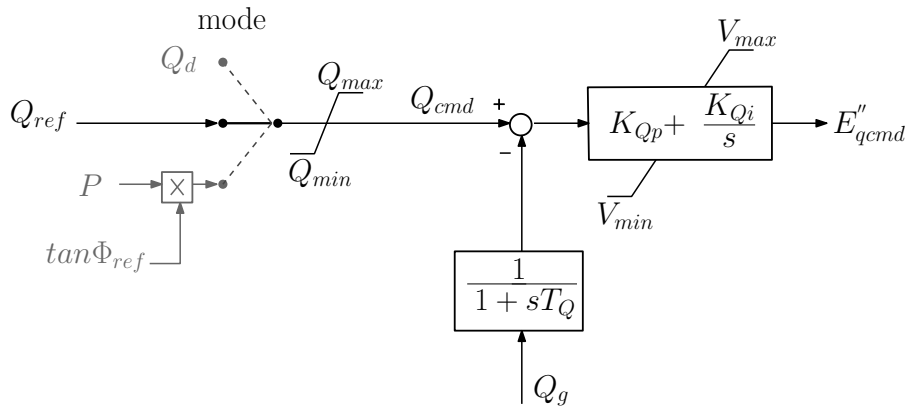 mode
Q_d
Q_ref
P
×
tanΦ_ref
Q_max
Q_min
Q_cmd
+
−
V_max
K_Qp + K_Qi / s
V_min
E''_qcmd
1 / 1 + sT_Q
Q_g